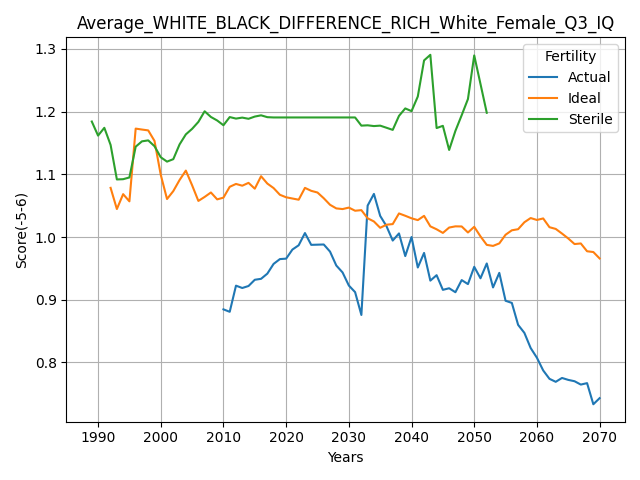 Average_WHITE_BLACK_DIFFERENCE_RICH_White_Female_Q3_IQ
Fertility
Actual
Ideal
Sterile
Score(-5-6)
1.3
1.2
1.1
1.0
0.9
0.8
1990 2000 2010 2020 2030 2040 2050 2060 2070
Years